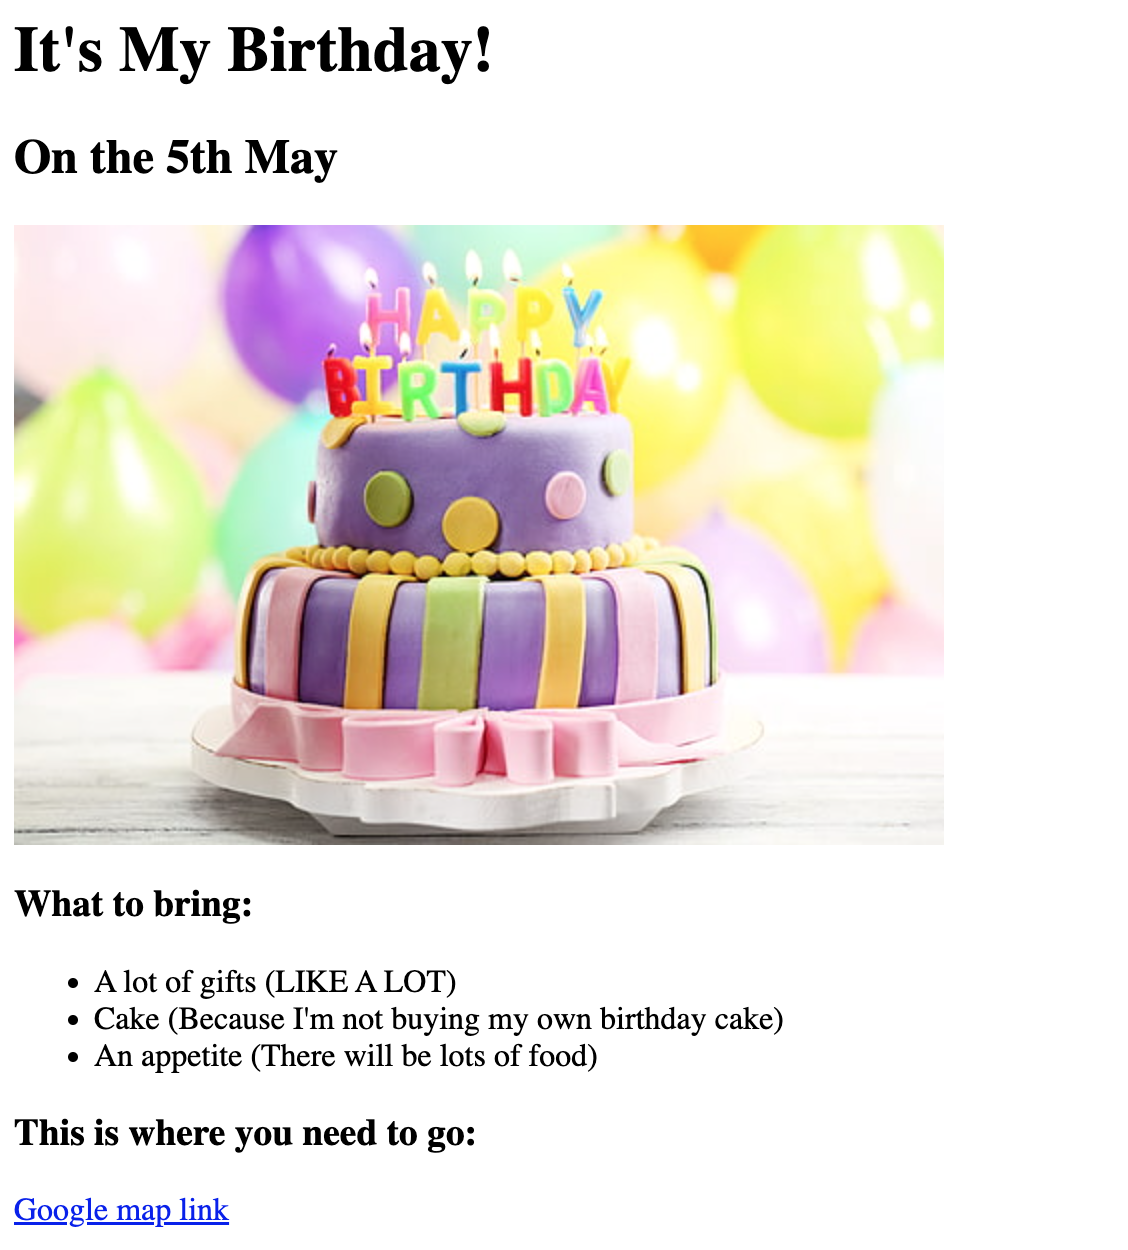 It's My Birthday!
On the 5th May
HAPPY
BIRTHDAY
What to bring:
A lot of gifts (LIKE A LOT)
Cake (Because I'm not buying my own birthday cake)
An appetite (There will be lots of food)
This is where you need to go:
Google map link